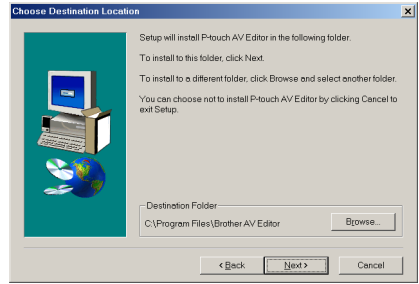 Choose Destination Location
Setup will install P-touch AV Editor in the following folder.
To install to this folder, click Next.
To install to a different folder, click Browse and select another folder.
You can choose not to install P-touch AV Editor by clicking Cancel to
exit Setup.
Destination Folder
C:\Program Files\Brother AV Editor
Browse...
< Back
Next >
Cancel